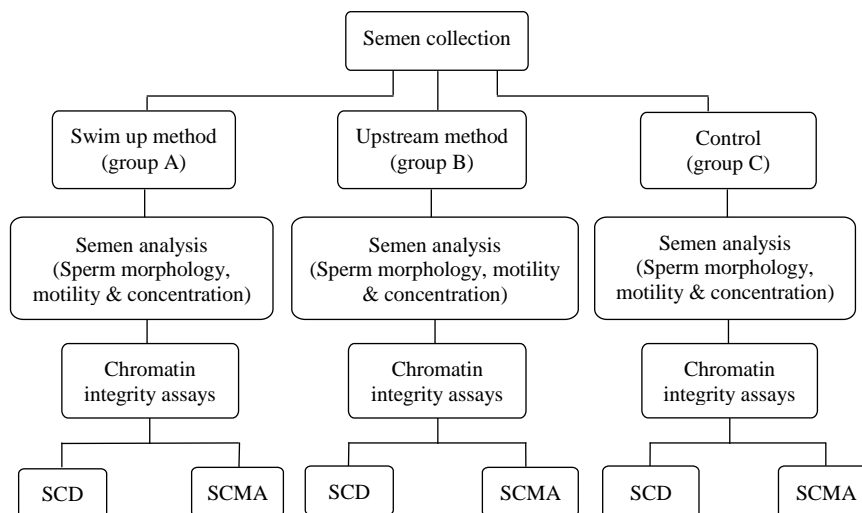 Semen collection
Swim up method
(group A)
Upstream method
(group B)
Control
(group C)
Semen analysis
(Sperm morphology,
motility & concentration)
Semen analysis
(Sperm morphology, motility
& concentration)
Semen analysis
(Sperm morphology,
motility & concentration)
Chromatin
integrity assays
Chromatin
integrity assays
Chromatin
integrity assays
SCD
SCMA
SCD
SCMA
SCD
SCMA